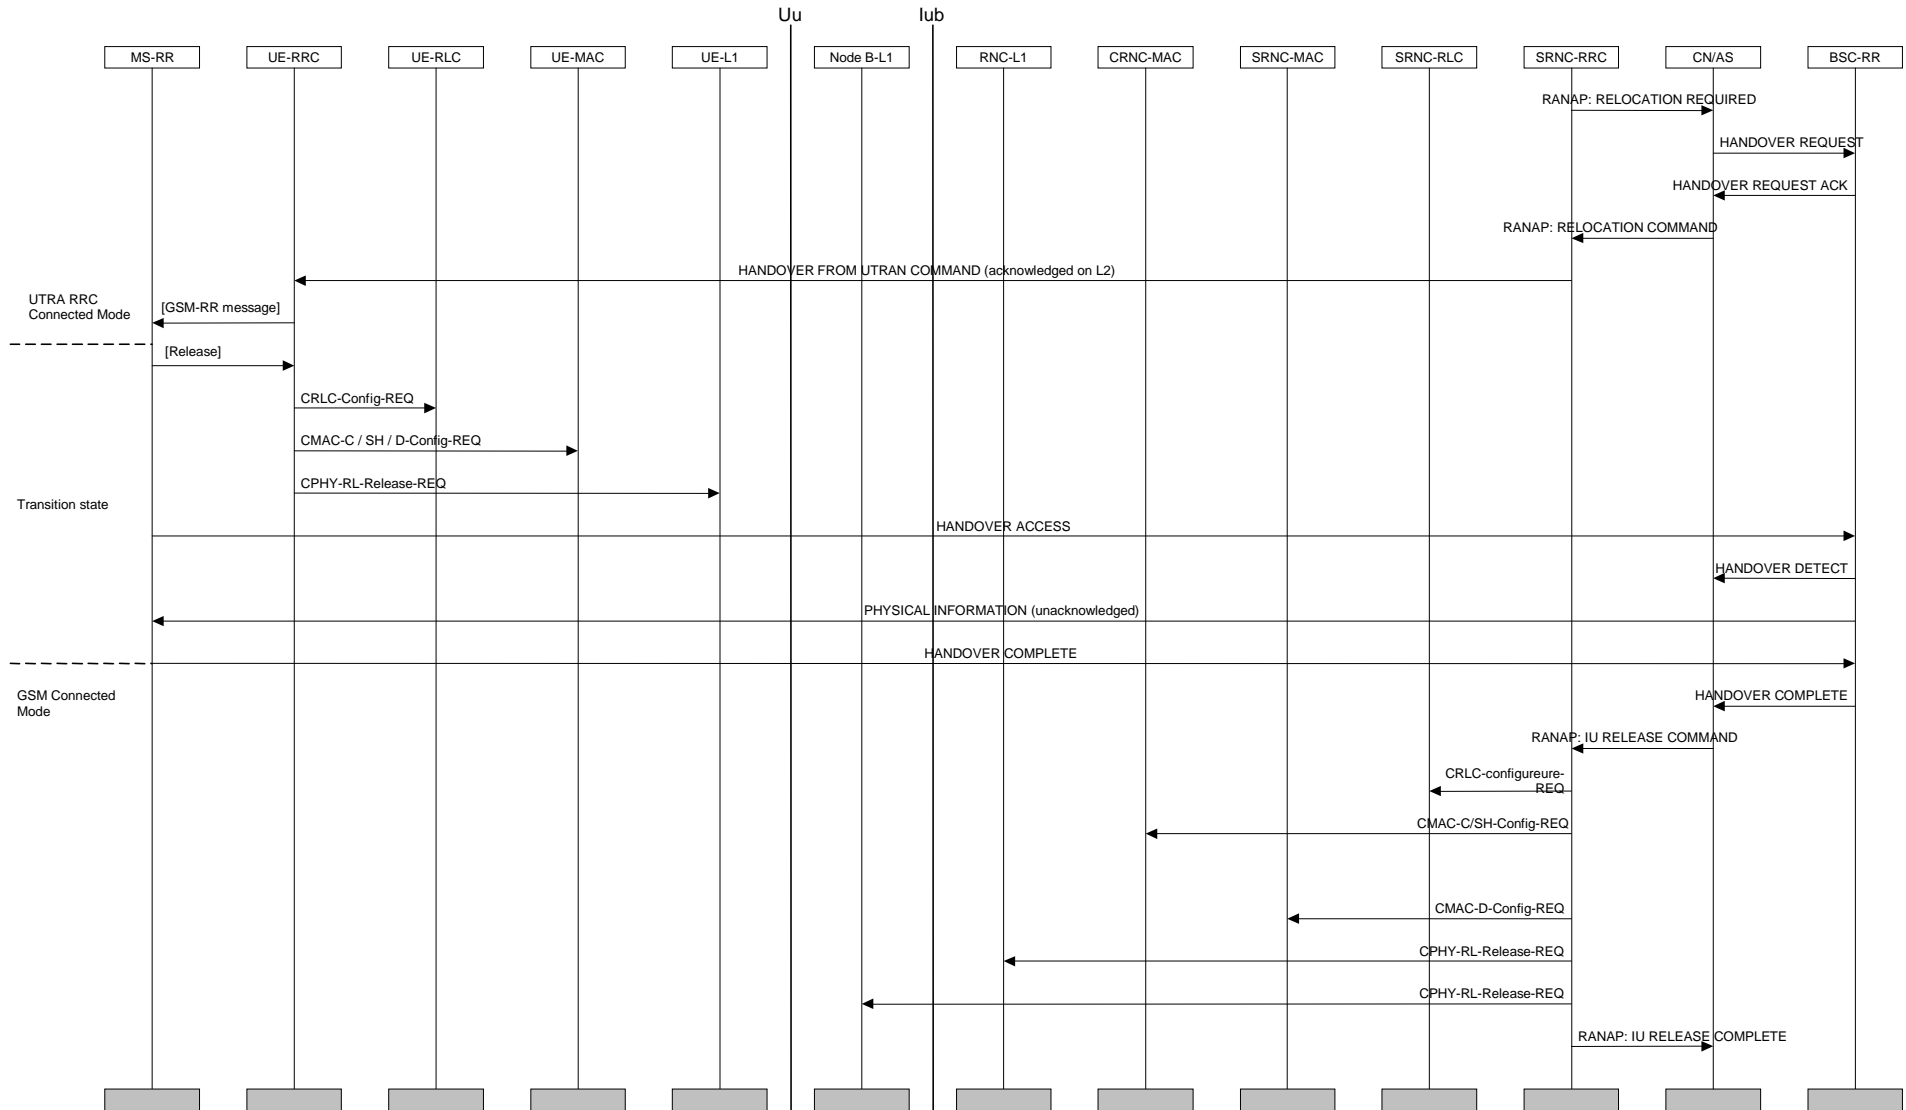 Uu
Iub
MS-RR
UE-RRC
UE-RLC
UE-MAC
UE-L1
Node B-L1
RNC-L1
CRNC-MAC
SRNC-MAC
SRNC-RLC
SRNC-RRC
CN/AS
BSC-RR
RANAP: RELOCATION REQUIRED
HANDOVER REQUEST
HANDOVER REQUEST ACK
RANAP: RELOCATION COMMAND
HANDOVER FROM UTRAN COMMAND (acknowledged on L2)
UTRA RRC
Connected Mode
[GSM-RR message]
[Release]
CRLC-Config-REQ
CMAC-C / SH / D-Config-REQ
CPHY-RL-Release-REQ
Transition state
HANDOVER ACCESS
HANDOVER DETECT
PHYSICAL INFORMATION (unacknowledged)
HANDOVER COMPLETE
GSM Connected
Mode
HANDOVER COMPLETE
RANAP: IU RELEASE COMMAND
CRLC-configureure-
REQ
CMAC-C/SH-Config-REQ
CMAC-D-Config-REQ
CPHY-RL-Release-REQ
CPHY-RL-Release-REQ
RANAP: IU RELEASE COMPLETE